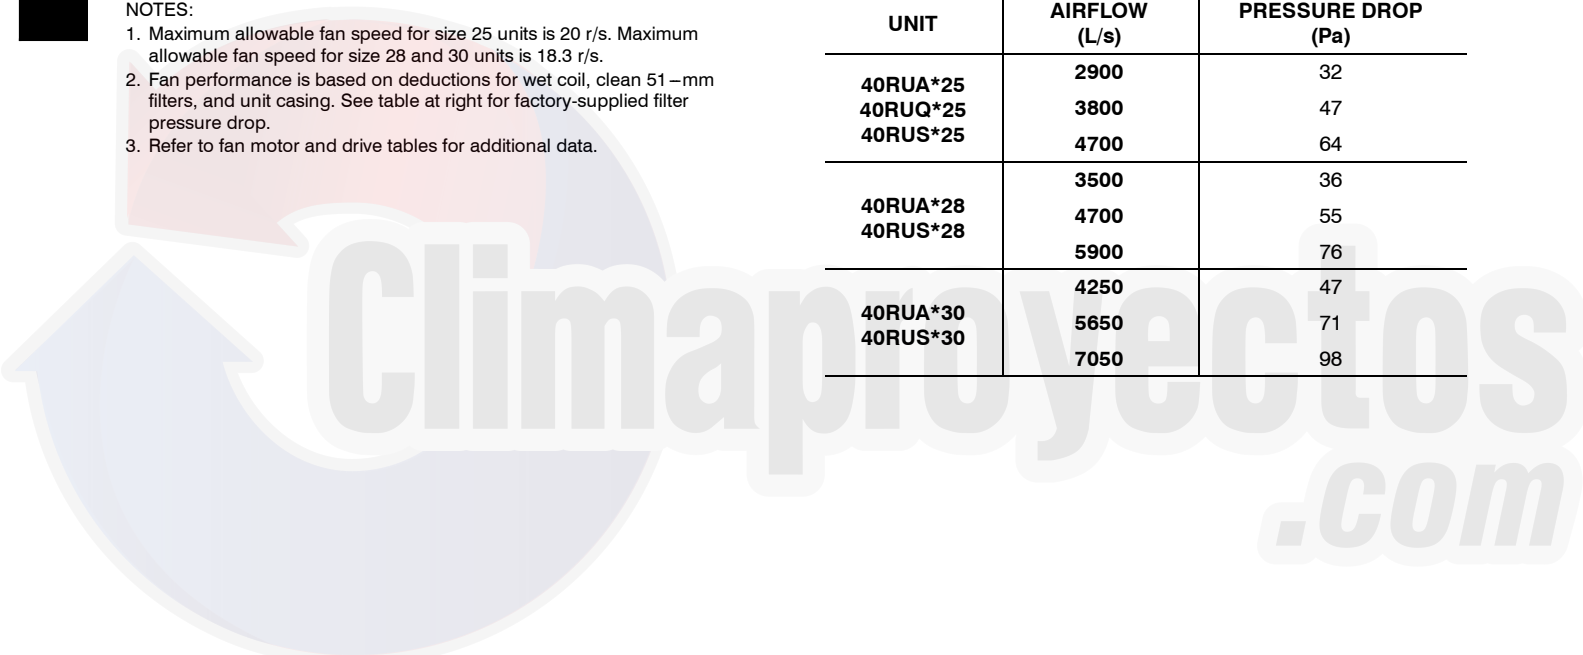 NOTES:
1. Maximum allowable fan speed for size 25 units is 20 r/s. Maximum
allowable fan speed for size 28 and 30 units is 18.3 r/s.
2. Fan performance is based on deductions for wet coil, clean 51−mm
filters, and unit casing. See table at right for factory-supplied filter
pressure drop.
3. Refer to fan motor and drive tables for additional data.
UNIT
AIRFLOW
(L/s)
PRESSURE DROP
(Pa)
40RUA*25
40RUQ*25
40RUS*25
2900 32
3800 47
4700 64
40RUA*28
40RUS*28
3500 36
4700 55
5900 76
40RUA*30
40RUS*30
4250 47
5650 71
7050 98
Climaproyectos
.com